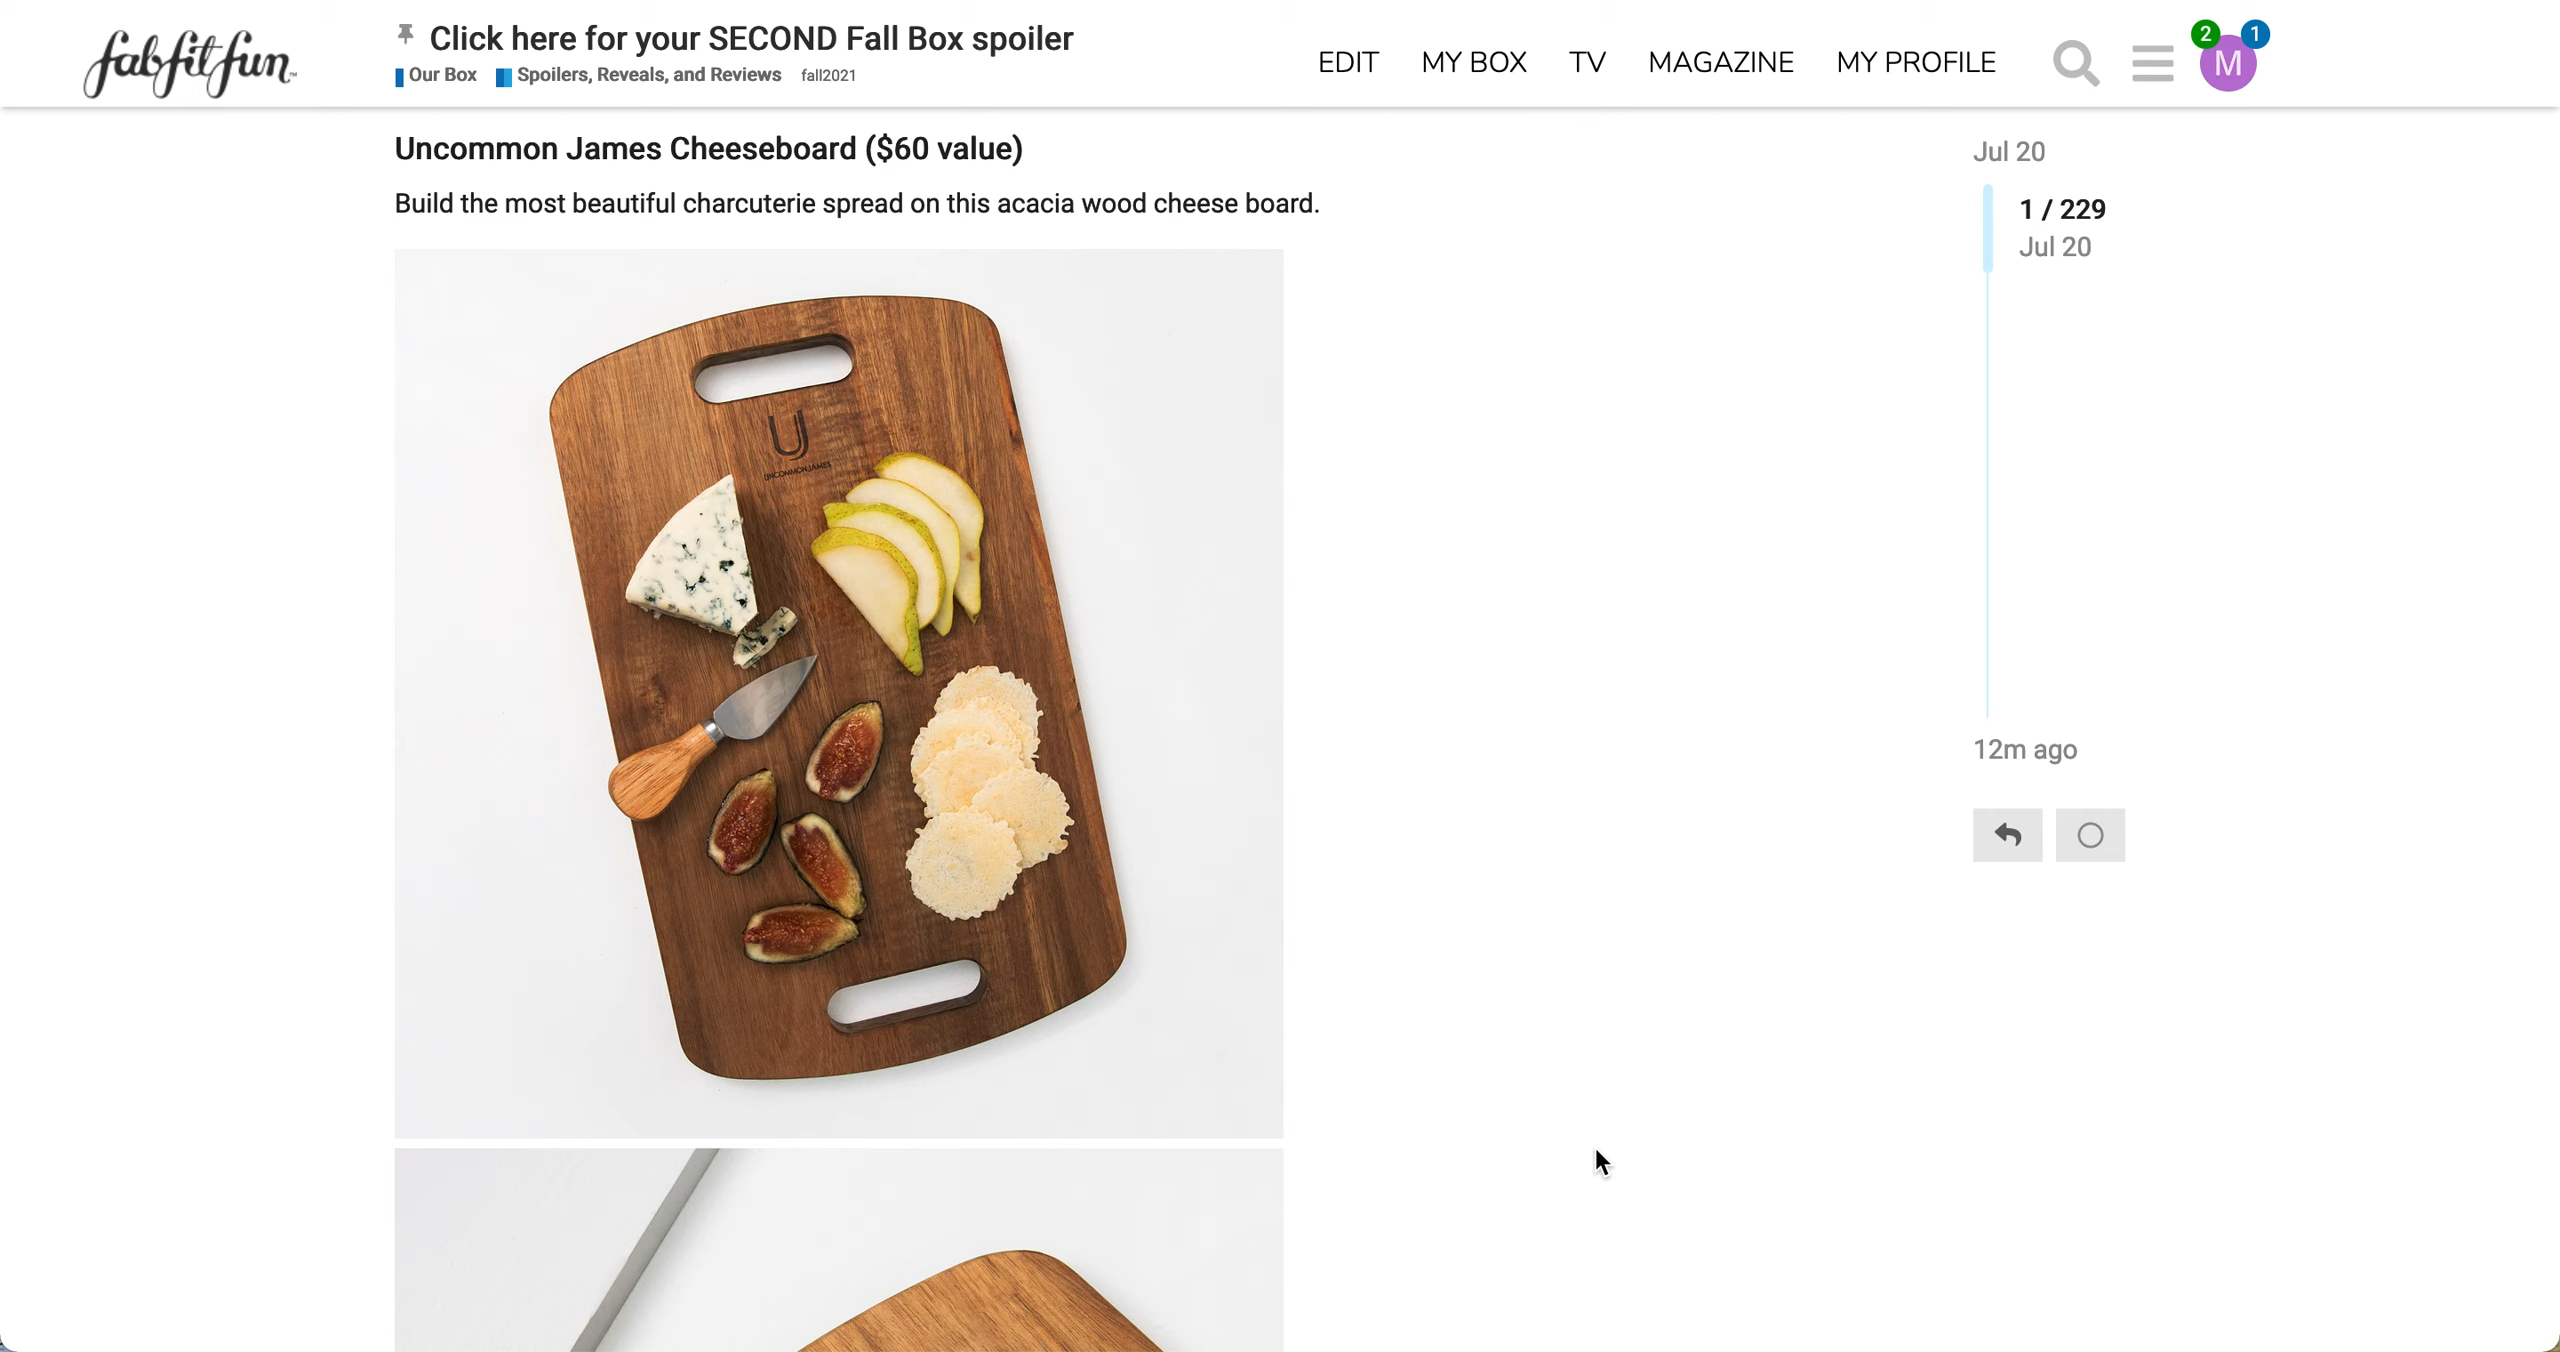 fabfitfun
Click here for your SECOND Fall Box spoiler
Our Box Spoilers, Reveals, and Reviews fall2021
EDIT MY BOX TV MAGAZINE MY PROFILE
2 1
M
Uncommon James Cheeseboard ($60 value)
Build the most beautiful charcuterie spread on this acacia wood cheese board.
UJ
UNCOMMONJAMES
Jul 20
1 / 229
Jul 20
12m ago